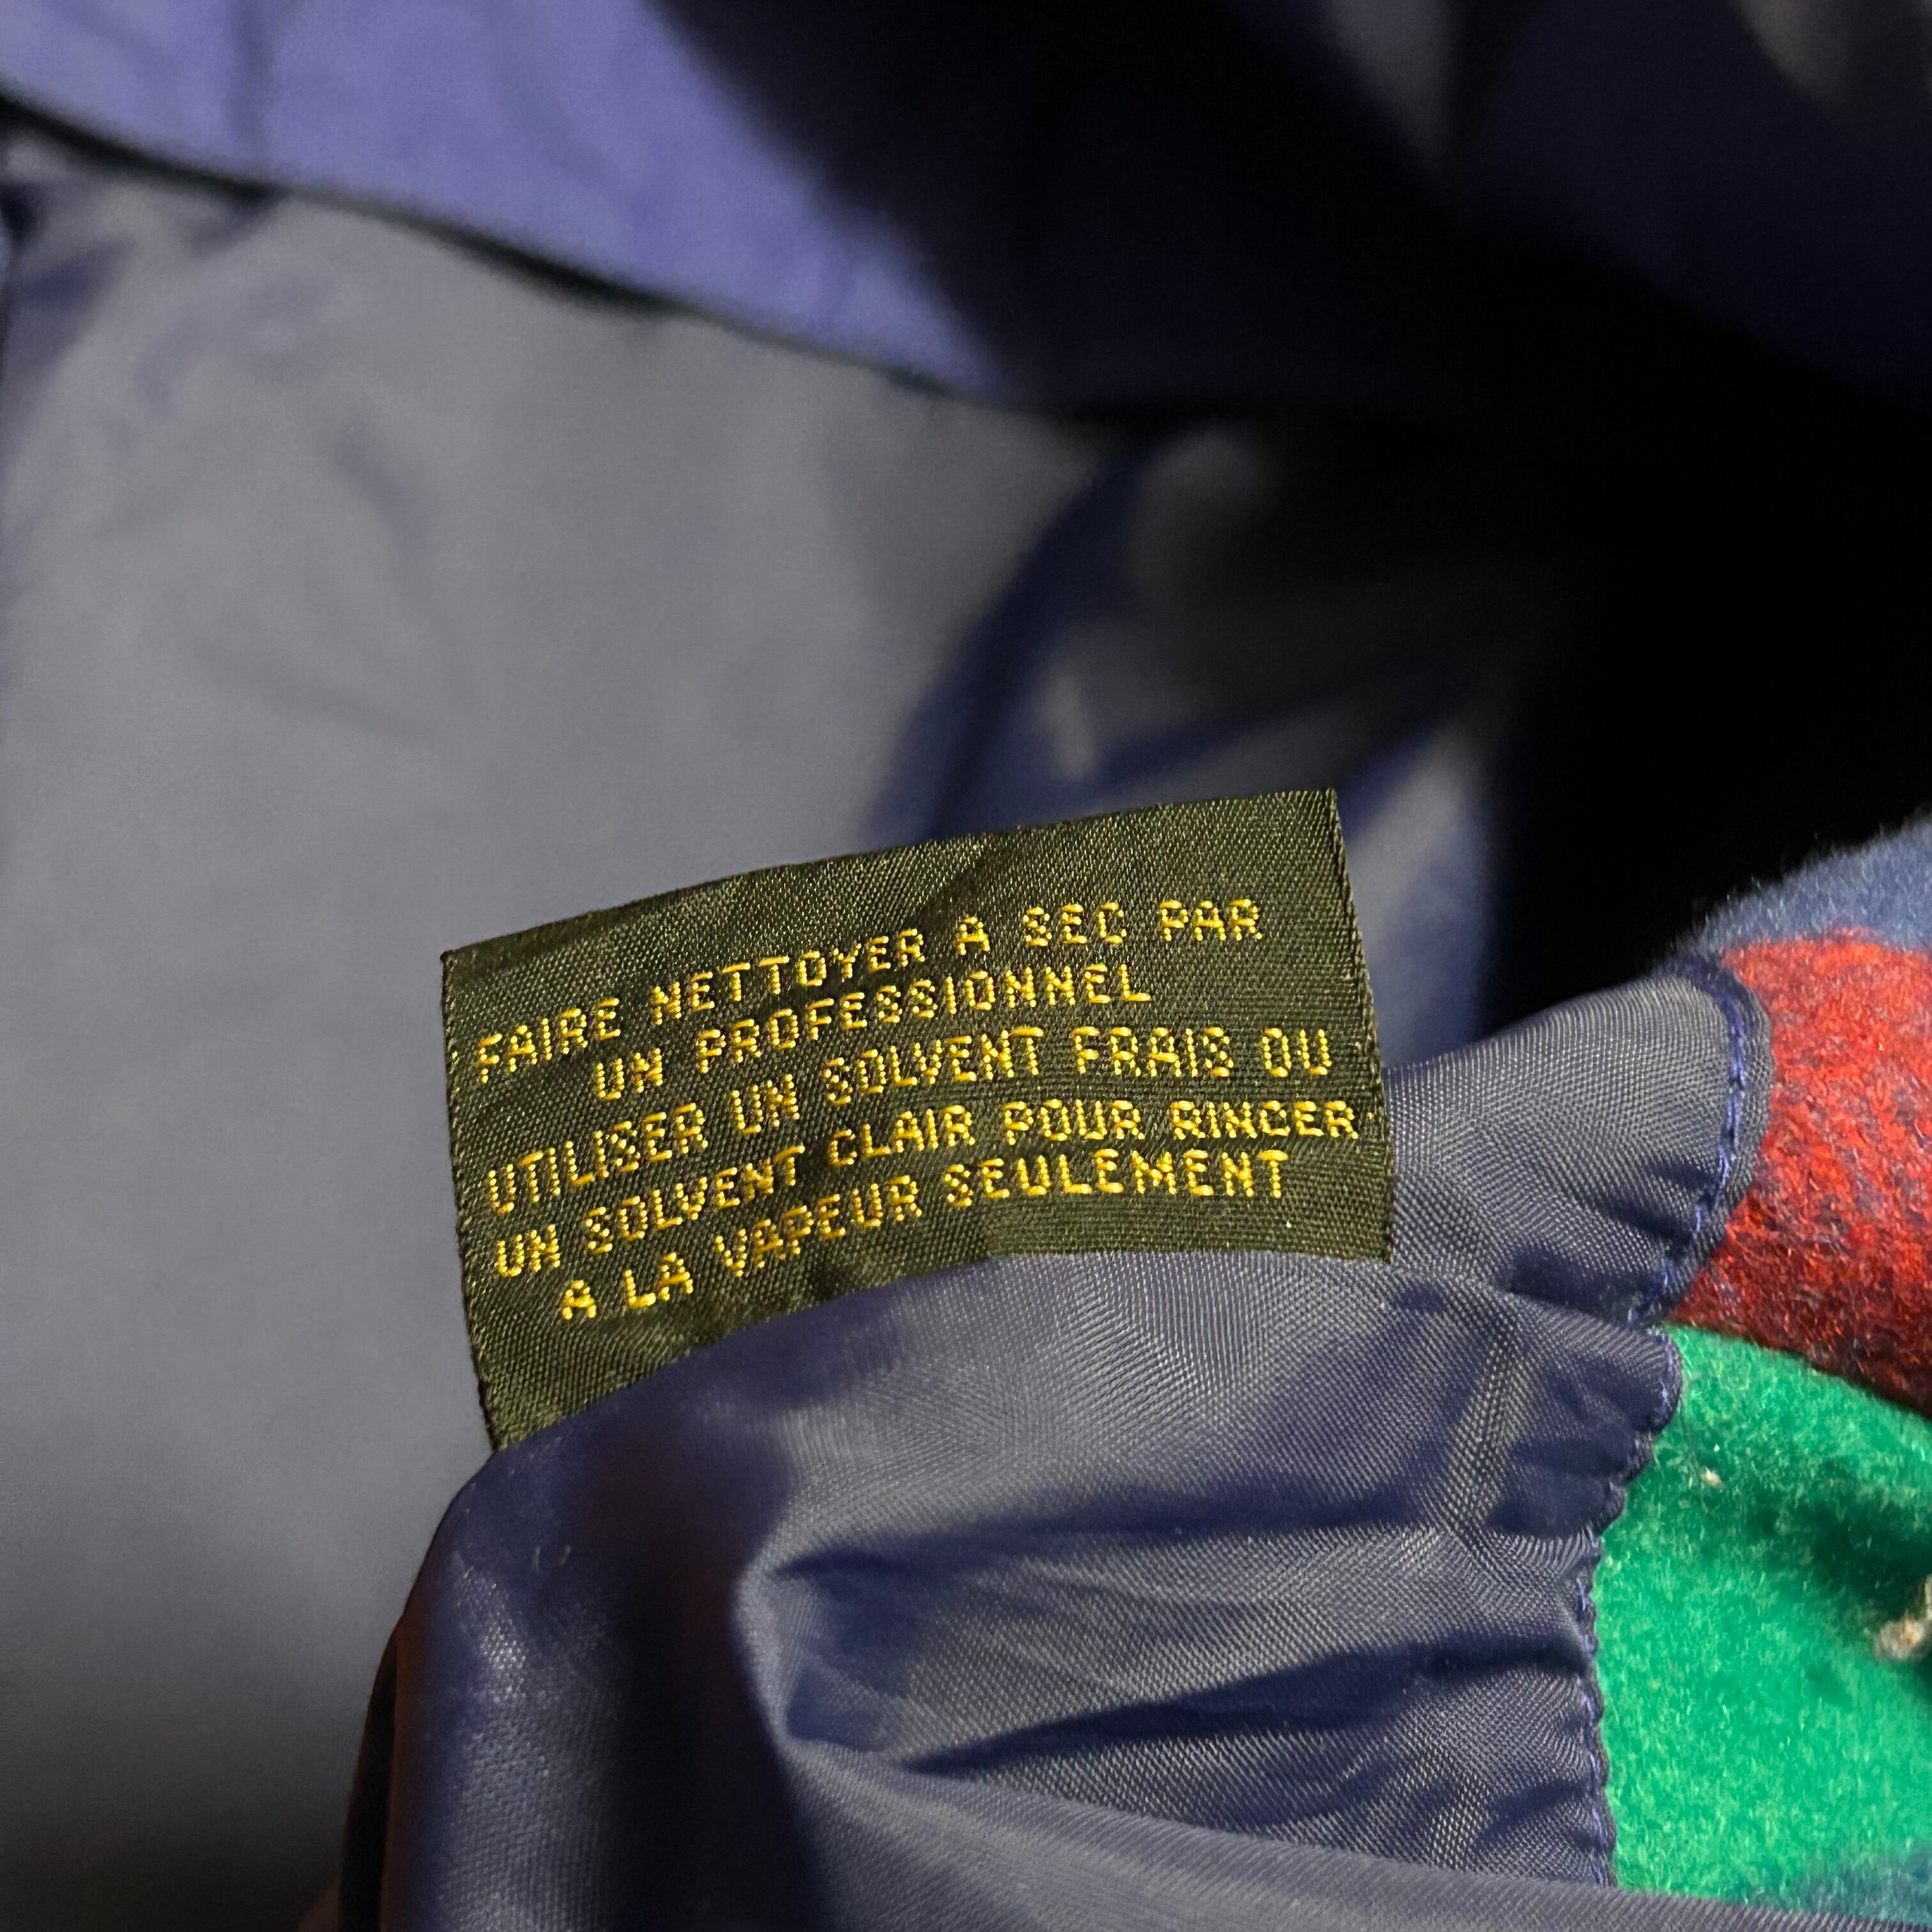 FAIRE NETTOYER A SEC PAR
UN PROFESSIONNEL
UTILISER UN SOLVENT FRAIS OU
UN SOLVENT CLAIR POUR RINCER
A LA VAPEUR SEULEMENT